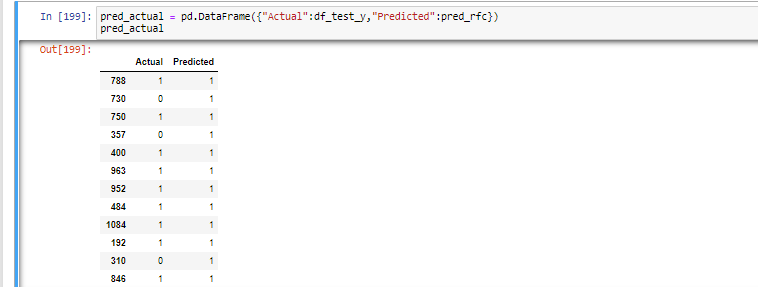 In [199]: pred_actual = pd.DataFrame({"Actual":df_test_y,"Predicted":pred_rfc})
pred_actual
Out[199]:
Actual Predicted
788 1 1
730 0 1
750 1 1
357 0 1
400 1 1
963 1 1
952 1 1
484 1 1
1084 1 1
192 1 1
310 0 1
846 1 1